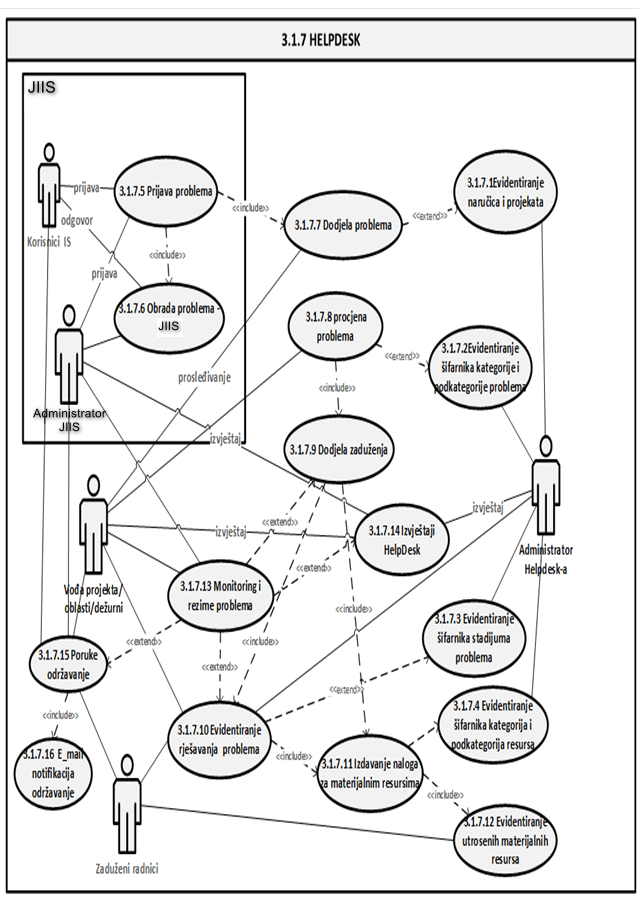 3.1.7 HELPDESK
JIIS
Korisnici IS
prijava
odgovor
prijava
3.1.7.5 Prijava problema
<<include>>
<<include>>
3.1.7.7 Dodjela problema
<<extend>>
3.1.7.1Evidentiranje
naručica i projekata
3.1.7.6 Obrada problema -
JIIS
Administrator
JIIS
3.1.7.8 procjena
problema
<<extend>>
3.1.7.2Evidentiranje
šifarnika kategorije i
podkategorije problema
prosleđivanje
<<include>>
izvještaj
3.1.7.9 Dodjela zaduženja
izvještaj
<<extend>>
izvještaj
3.1.7.14 Izvještaji
HelpDesk
Administrator
Helpdesk-a
Vođa projekta/
oblasti/dežurni
3.1.7.13 Monitoring i
rezime problema
<<extend>>
<<include>>
3.1.7.3 Evidentiranje
šifarnika stadijuma
problema
<<extend>>
<<extend>>
<<include>>
3.1.7.15 Poruke
održavanje
<<extend>>
<<include>>
3.1.7.10 Evidentiranje
rješavanja problema
3.1.7.4 Evidentiranje
šifarnika kategorija i
podkategorija resursa
3.1.7.16 E_mail
notifikacija
održavanje
<<include>>
3.1.7.11 Izdavanje naloga
za materijalnim resursima
<<include>>
3.1.7.12 Evidentiranje
utrosenih materijalnih
resursa
Zaduženi radnici